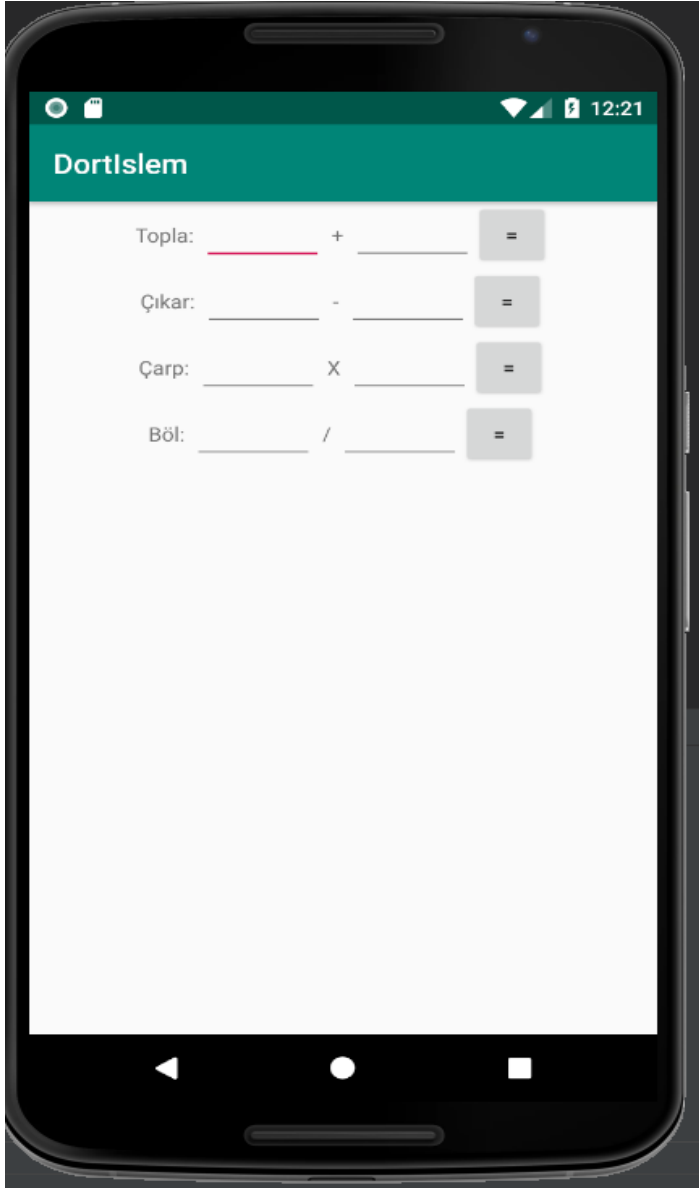 12:21
DortIslem
Topla: + =
Çıkar: - =
Çarp: X =
Böl: / =